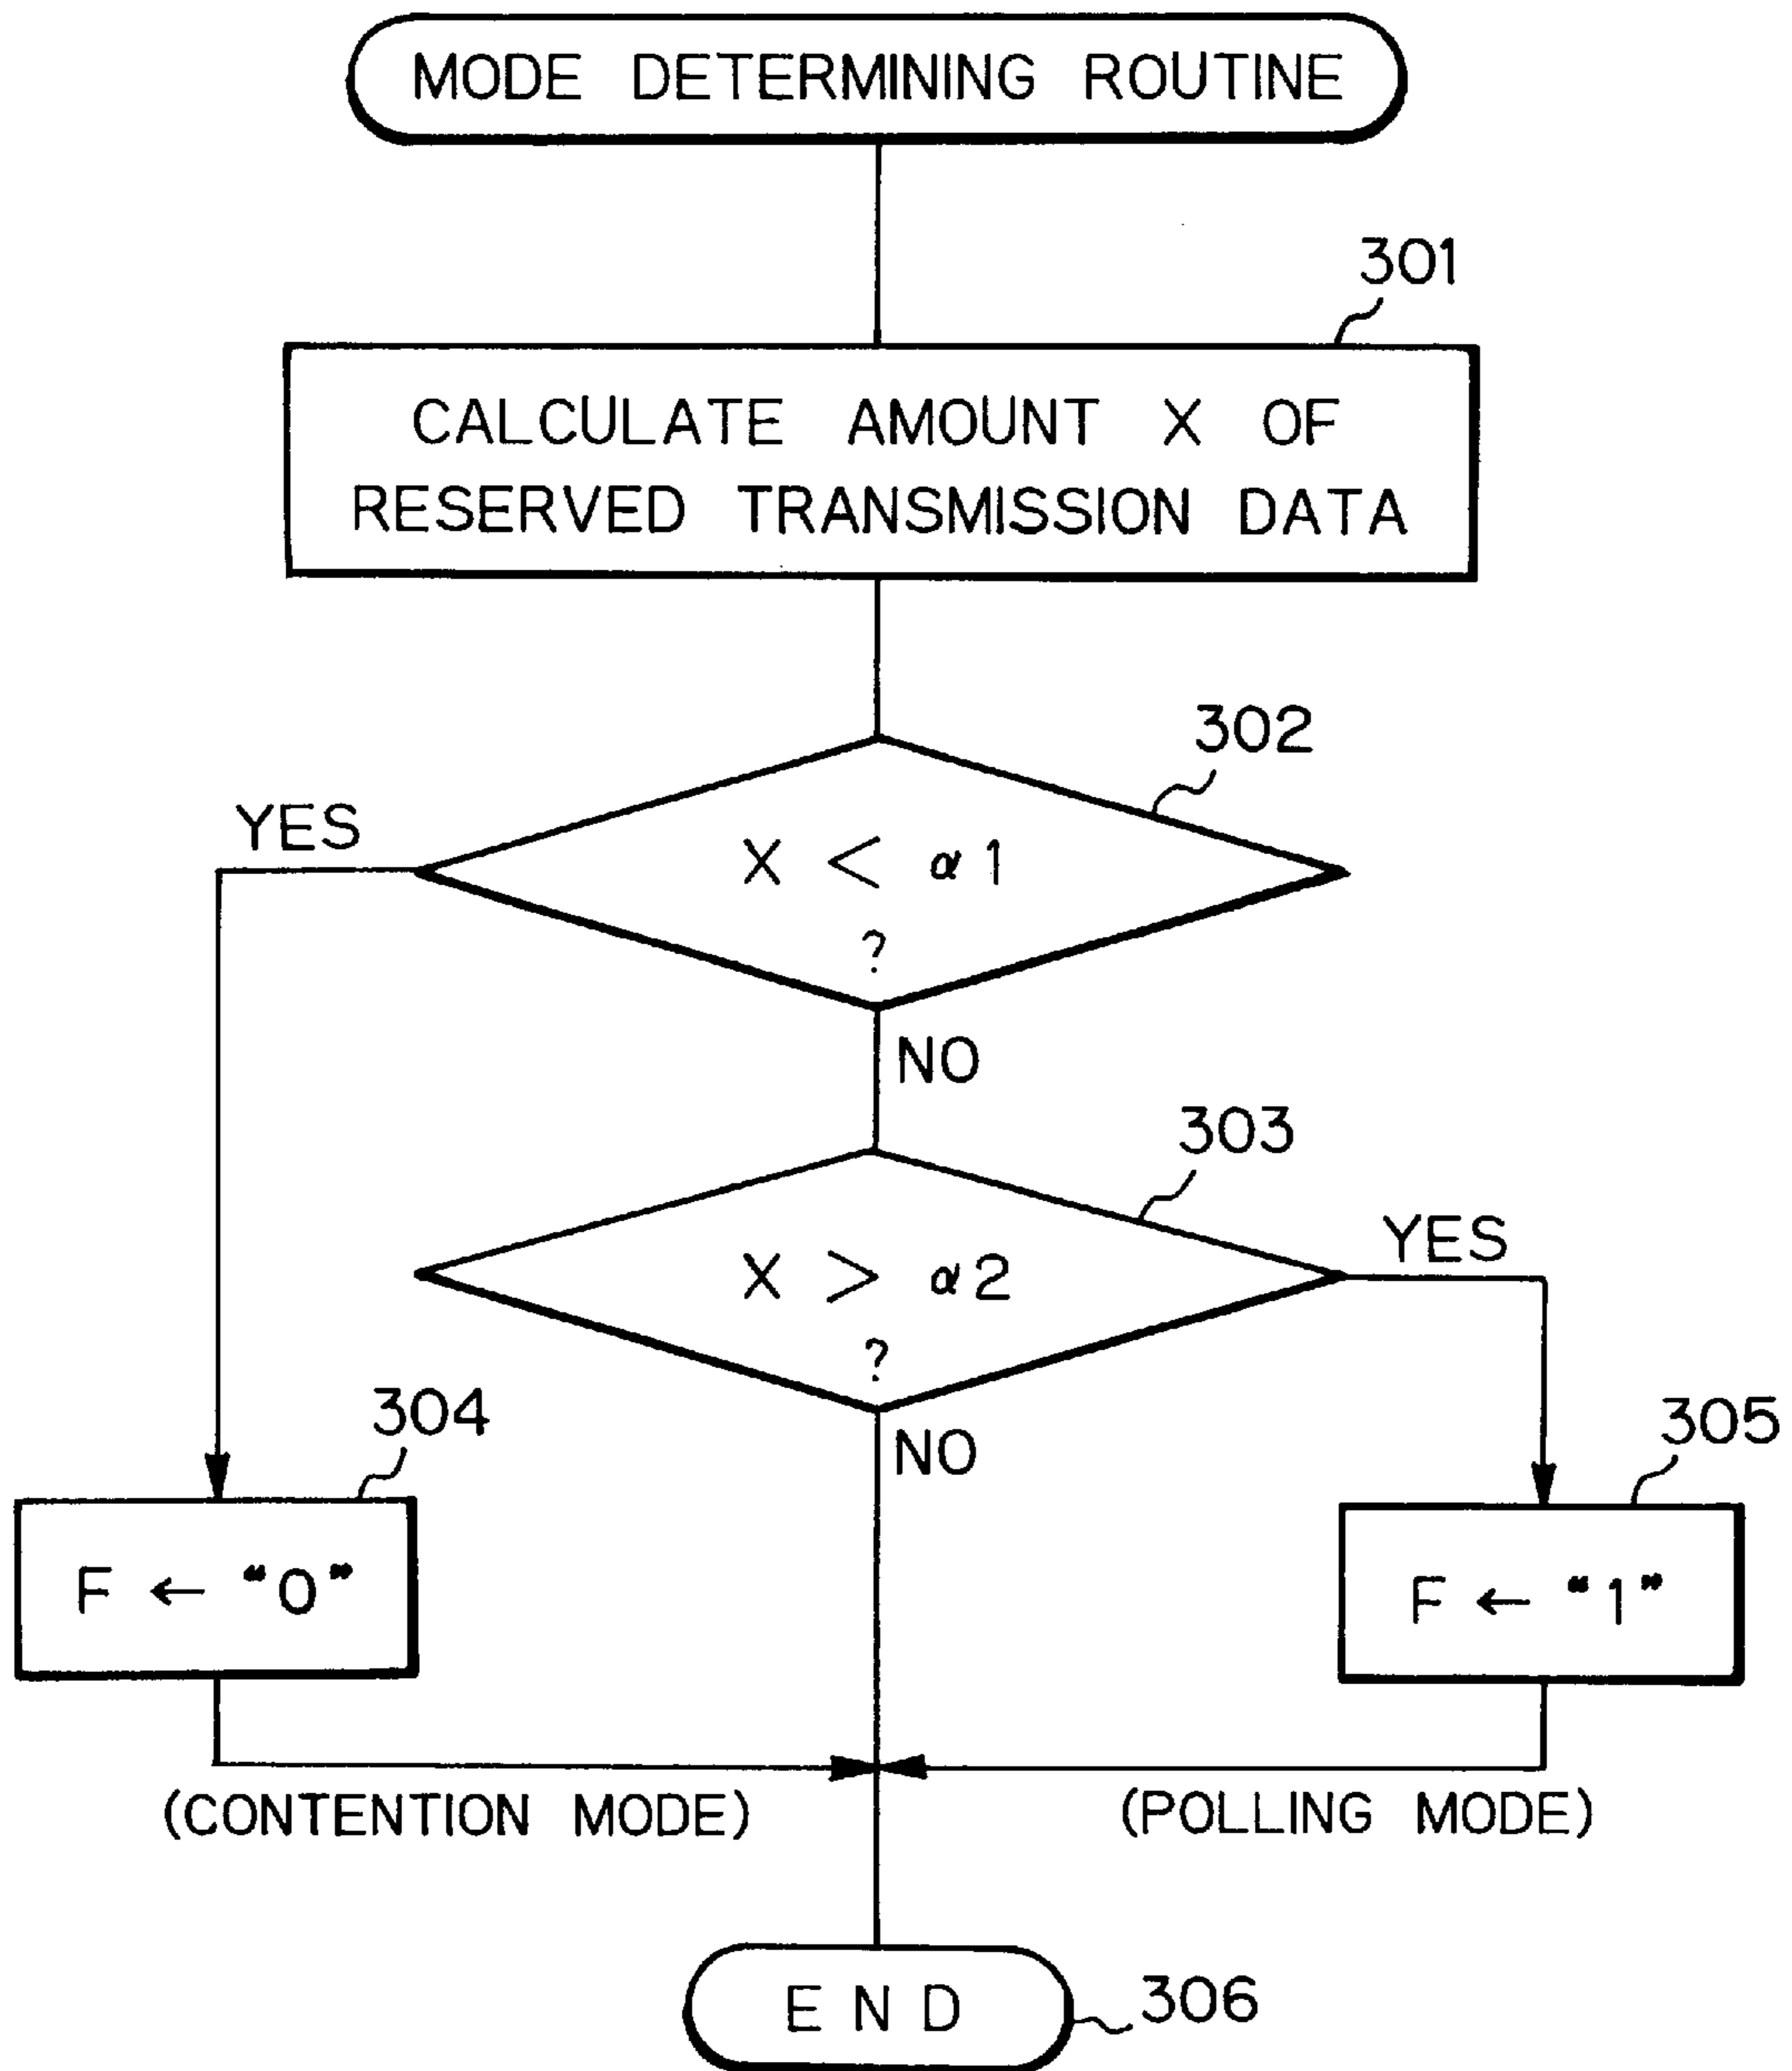 MODE DETERMINING ROUTINE
301
CALCULATE AMOUNT X OF
RESERVED TRANSMISSION DATA
302
YES
X < α1
?
NO
303
YES
X > α2
?
NO
304
305
F ← "0"
F ← "1"
(CONTENTION MODE)
(POLLING MODE)
END
306